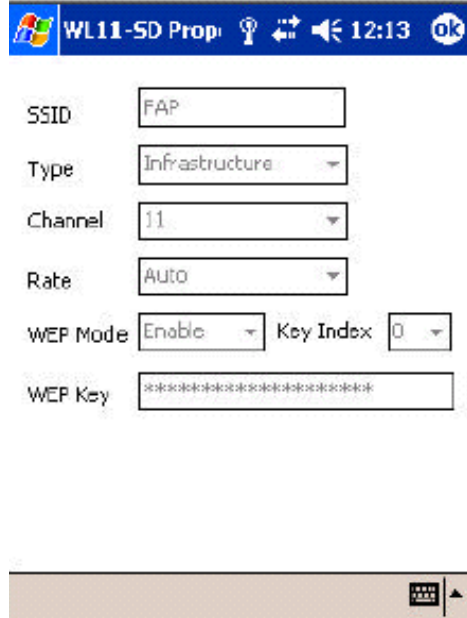 WL11-SD Prop 12:13 ok
SSID FAP
Type Infrastructure
Channel 11
Rate Auto
WEP Mode Enable Key Index 0
WEP Key ********************